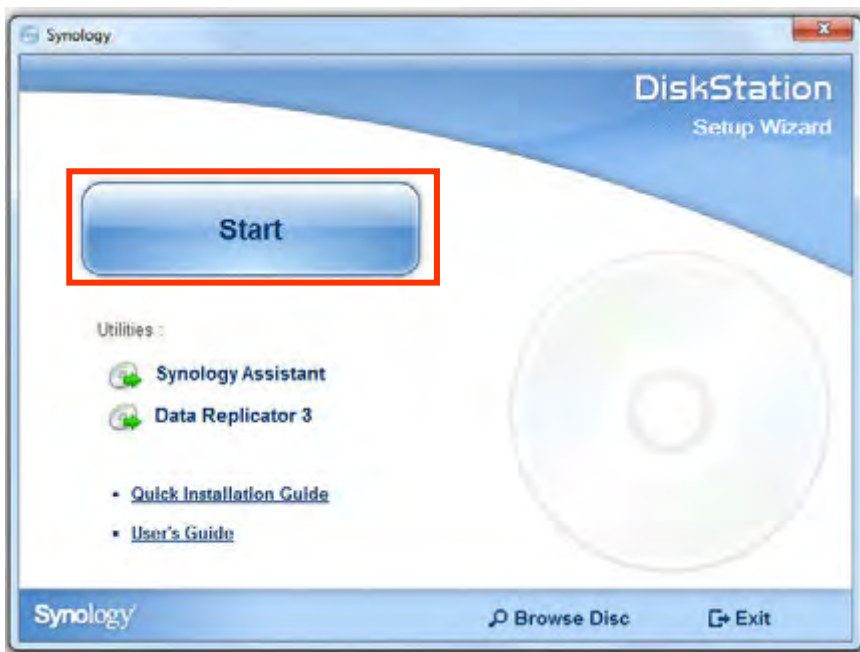 Synology
DiskStation
Setup Wizard
Start
Utilities :
Synology Assistant
Data Replicator 3
• Quick Installation Guide
• User's Guide
Synology
Browse Disc
Exit